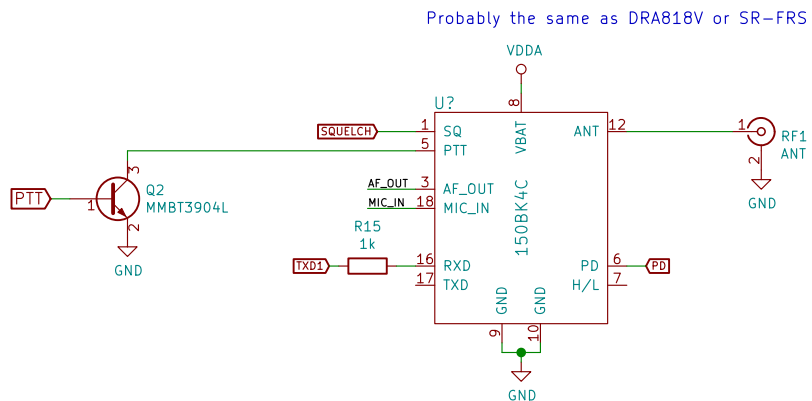 Probably the same as DRA818V or SR-FRS
VDDA
U?
8
SQUELCH 1 SQ VBAT ANT 12 1 RF1
5 PTT ANT
3
PTT 1 Q2 AF_OUT 3 AF_OUT 2
MMBT3904L MIC_IN 18 MIC_IN 150BK4C GND
2 R15
GND 1k
TXD1 16 RXD PD 6 PD
17 TXD H/L 7
GND GND
9 10
GND